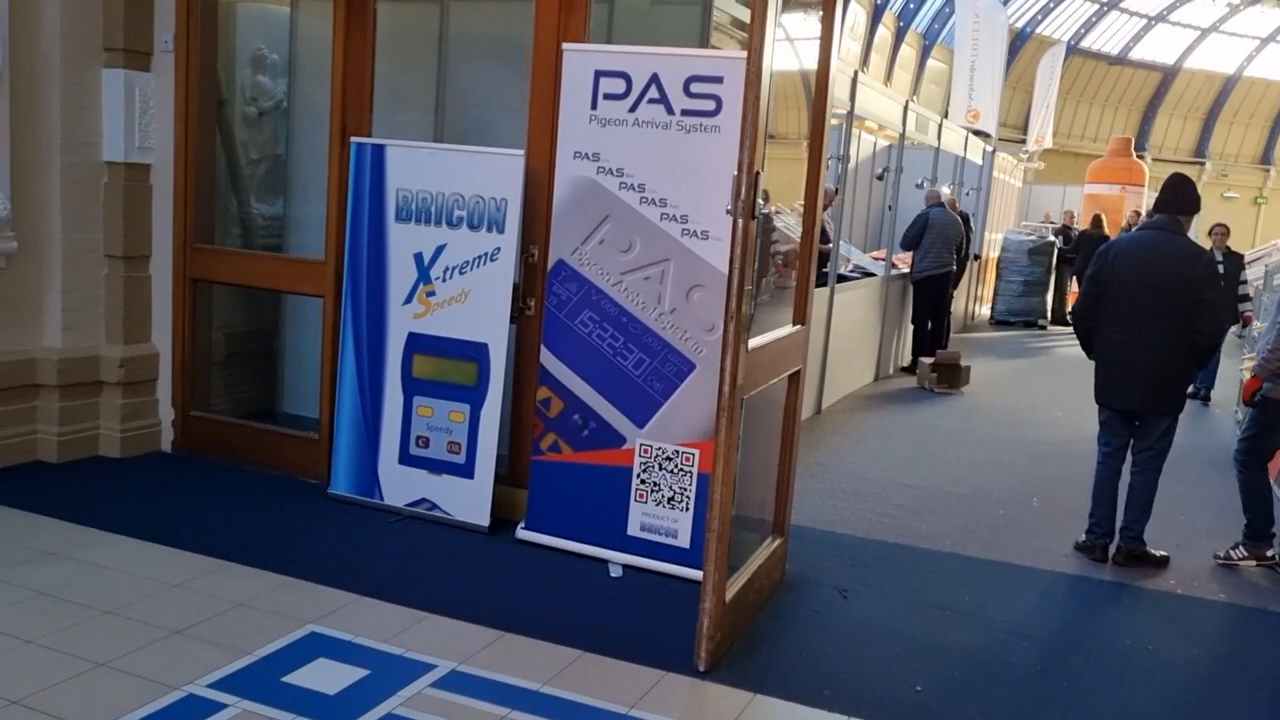 BRICON
X-treme
Speedy
Speedy
C
OK
PAS
Pigeon Arrival System
PAS
PAS
PAS
PAS
PAS
PAS
PAS
Pigeon Arrival System
15:22:30
PAS
PRODUCT OF
BRICON